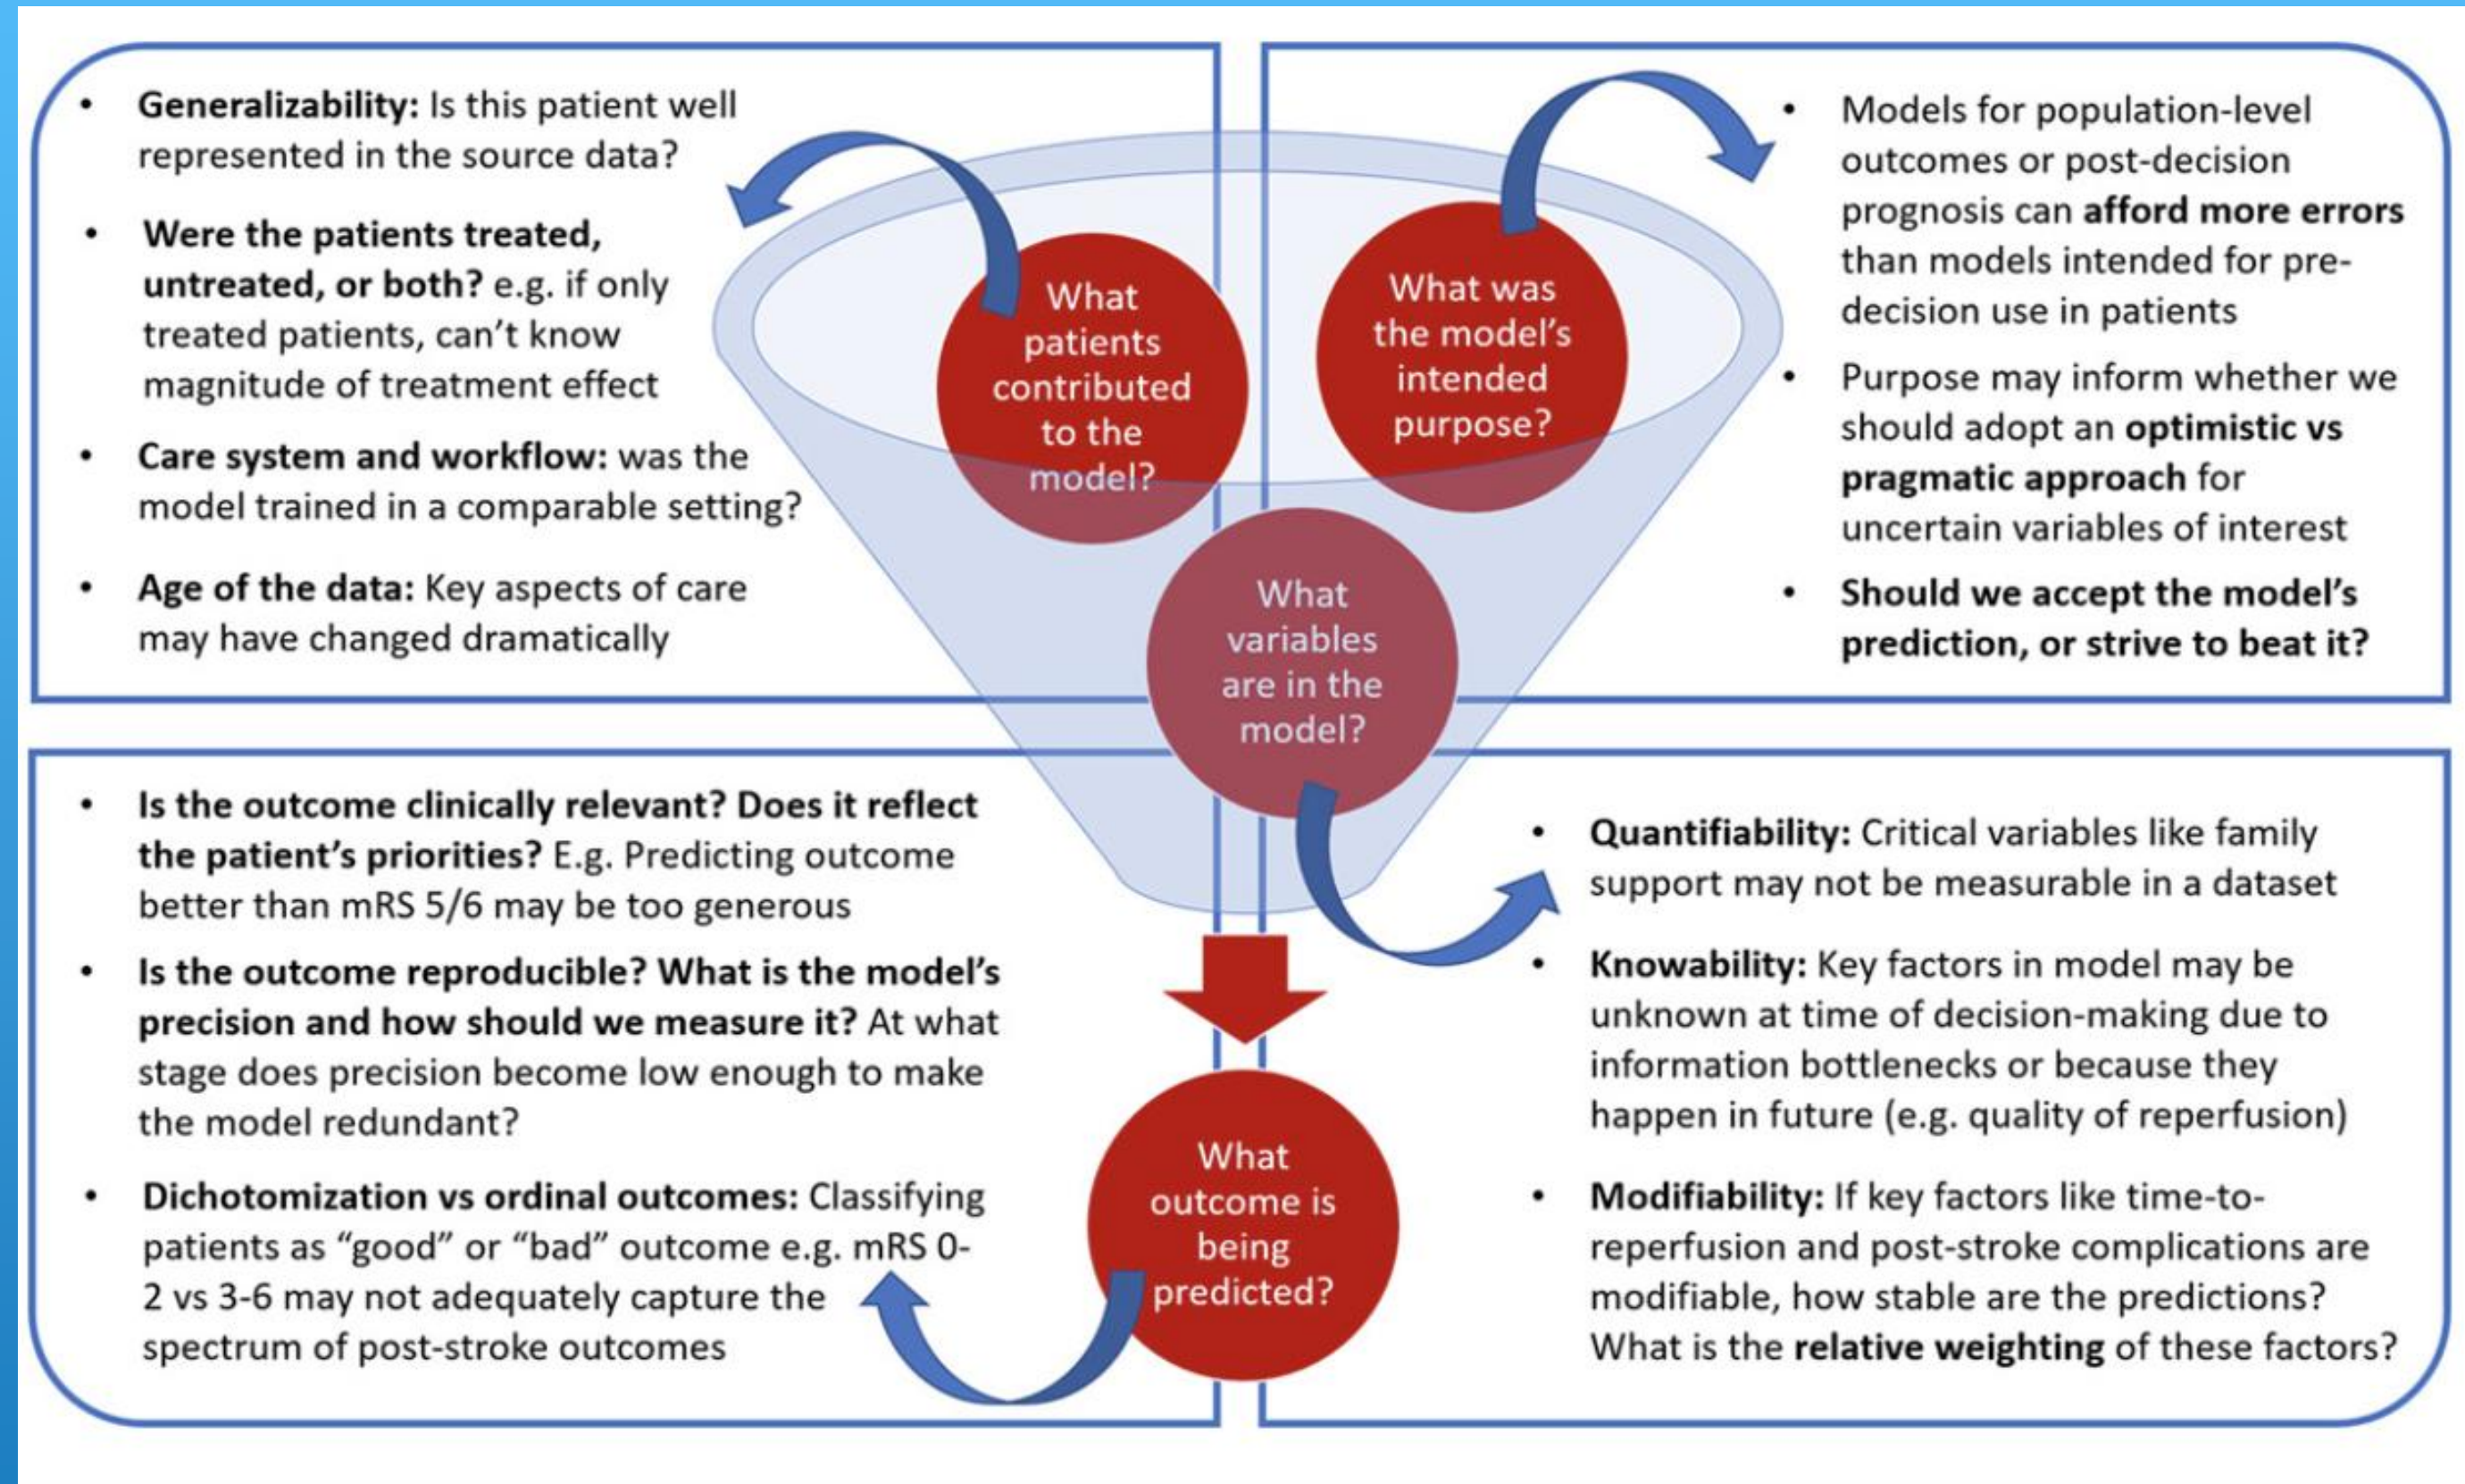 • Generalizability: Is this patient well
represented in the source data?
• Were the patients treated,
untreated, or both? e.g. if only
treated patients, can’t know
magnitude of treatment effect
• Care system and workflow: was the
model trained in a comparable setting?
• Age of the data: Key aspects of care
may have changed dramatically
What
patients
contributed
to the
model?
What was
the model’s
intended
purpose?
• Models for population-level
outcomes or post-decision
prognosis can afford more errors
than models intended for pre-
decision use in patients
• Purpose may inform whether we
should adopt an optimistic vs
pragmatic approach for
uncertain variables of interest
• Should we accept the model’s
prediction, or strive to beat it?
What
variables
are in the
model?
• Is the outcome clinically relevant? Does it reflect
the patient’s priorities? E.g. Predicting outcome
better than mRS 5/6 may be too generous
• Is the outcome reproducible? What is the model’s
precision and how should we measure it? At what
stage does precision become low enough to make
the model redundant?
• Dichotomization vs ordinal outcomes: Classifying
patients as “good” or “bad” outcome e.g. mRS 0-
2 vs 3-6 may not adequately capture the
spectrum of post-stroke outcomes
What
outcome is
being
predicted?
• Quantifiability: Critical variables like family
support may not be measurable in a dataset
• Knowability: Key factors in model may be
unknown at time of decision-making due to
information bottlenecks or because they
happen in future (e.g. quality of reperfusion)
• Modifiability: If key factors like time-to-
reperfusion and post-stroke complications are
modifiable, how stable are the predictions?
What is the relative weighting of these factors?